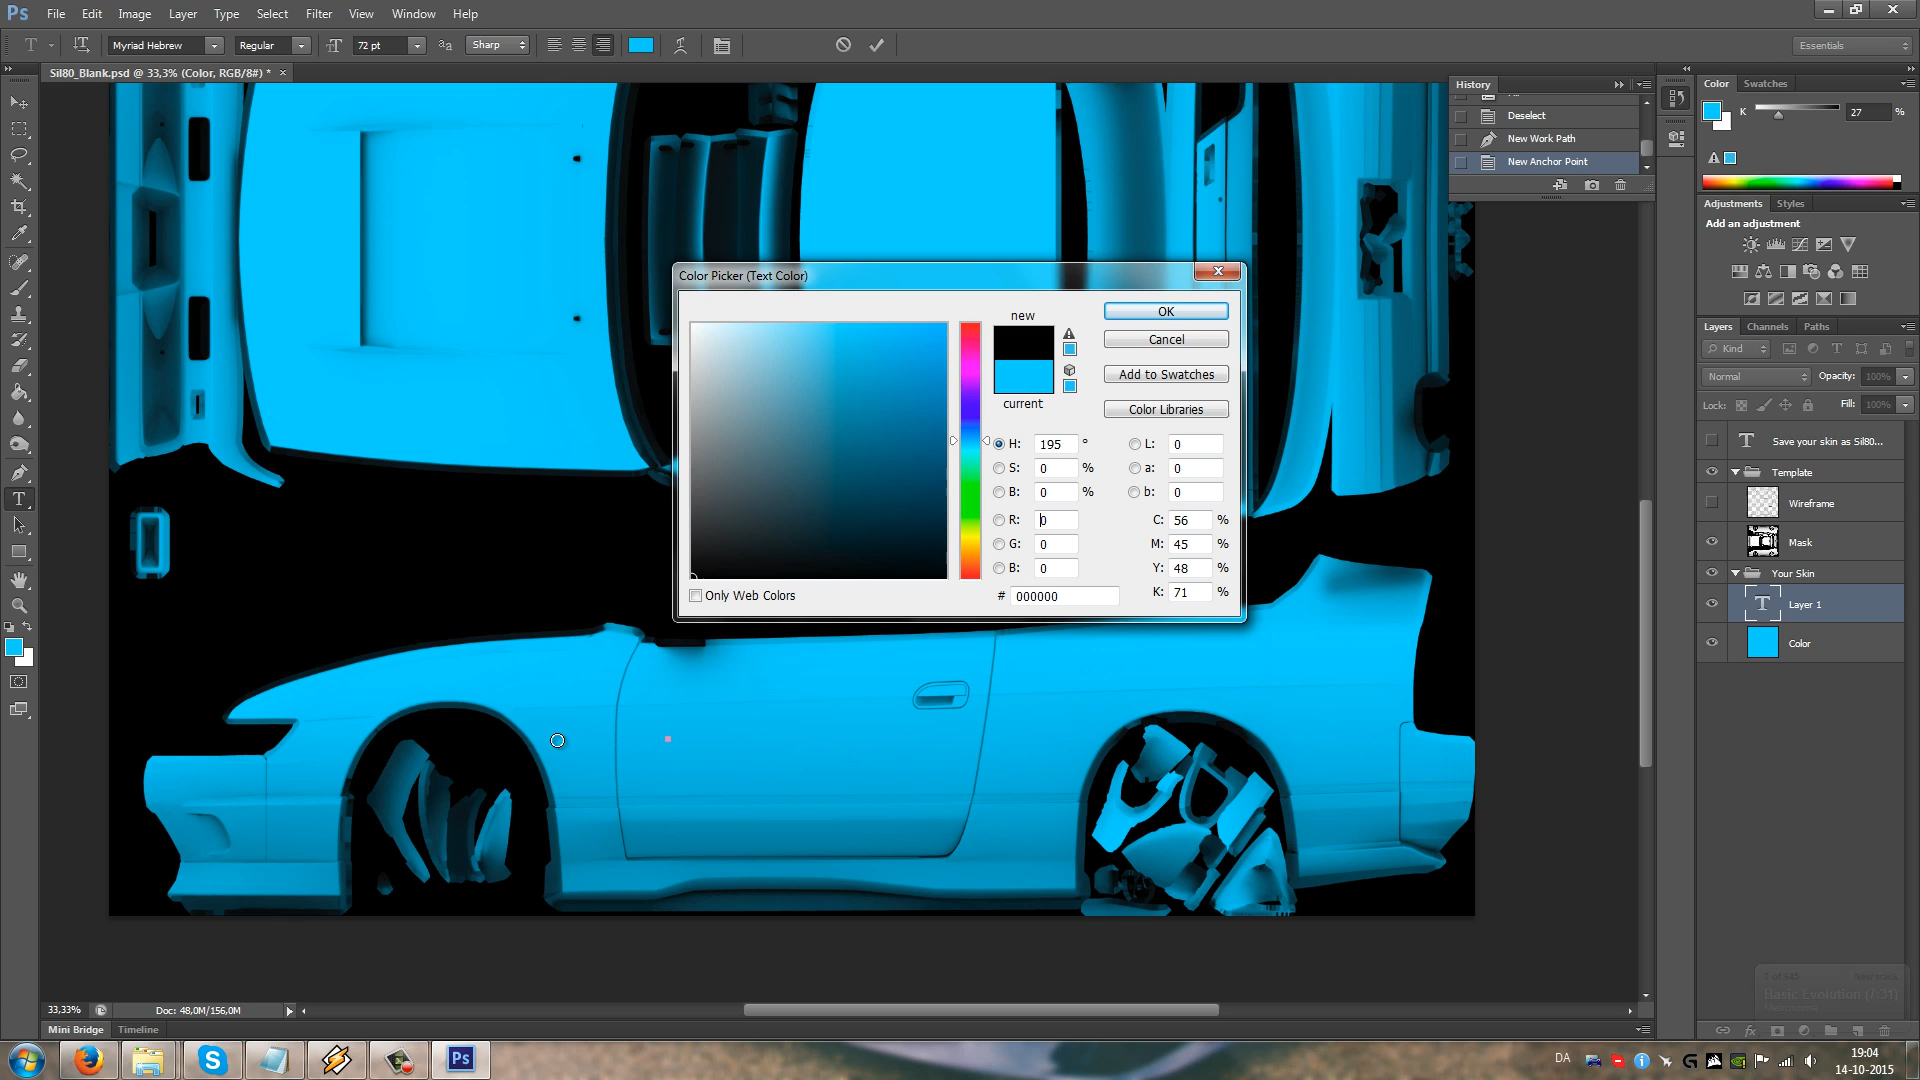 Ps File Edit Image Layer Type Select Filter View Window Help
Myriad Hebrew Regular 72 pt Sharp Essentials
Sil80_Blank.psd @ 33,3% (Color, RGB/8#) *
History
Deselect
New Work Path
New Anchor Point
Color Swatches
K 27 %
Adjustments Styles
Add an adjustment
Layers Channels Paths
Kind
Normal Opacity: 100%
Lock: Fill: 100%
Save your skin as Sil80...
Template
Wireframe
Mask
Your Skin
Layer 1
Color
Color Picker (Text Color)
new
current
OK
Cancel
Add to Swatches
Color Libraries
H: 195 ° L: 0
S: 0 % a: 0
B: 0 % b: 0
R: 0 C: 56 %
G: 0 M: 45 %
B: 0 Y: 48 %
# 000000 K: 71 %
Only Web Colors
Basic Evolution (7:31)
33,33% Doc: 48,0M/156,0M
Mini Bridge Timeline
Ps
DA
19:04
14-10-2015